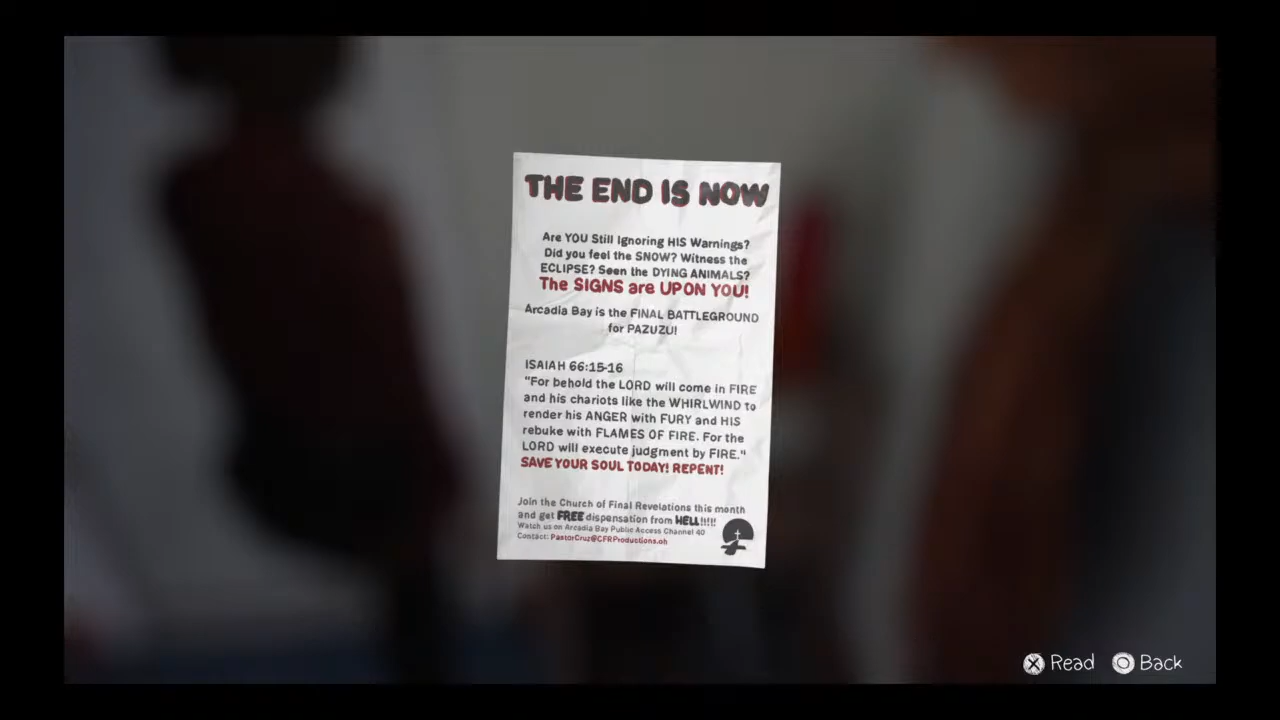 THE END IS NOW
Are YOU Still Ignoring HIS Warnings?
Did you feel the SNOW? Witness the
ECLIPSE? Seen the DYING ANIMALS?
The SIGNS are UPON YOU!
Arcadia Bay is the FINAL BATTLEGROUND
for PAZUZU!
ISAIAH 66:15-16
"For behold the LORD will come in FIRE
and his chariots like the WHIRLWIND to
render his ANGER with FURY and HIS
rebuke with FLAMES OF FIRE. For the
LORD will execute judgment by FIRE."
SAVE YOUR SOUL TODAY! REPENT!
Join the Church of Final Revelations this month
and get FREE dispensation from HELL!!!!!
Watch us on Arcadia Bay Public Access Channel 40
Contact: PastorCruz@CFRProductions.oh
Read Back